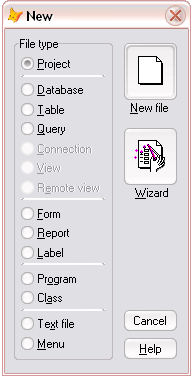 New
File type
Project
Database
Table
Query
Connection
View
Remote view
Form
Report
Label
Program
Class
Text file
Menu
New file
Wizard
Cancel
Help